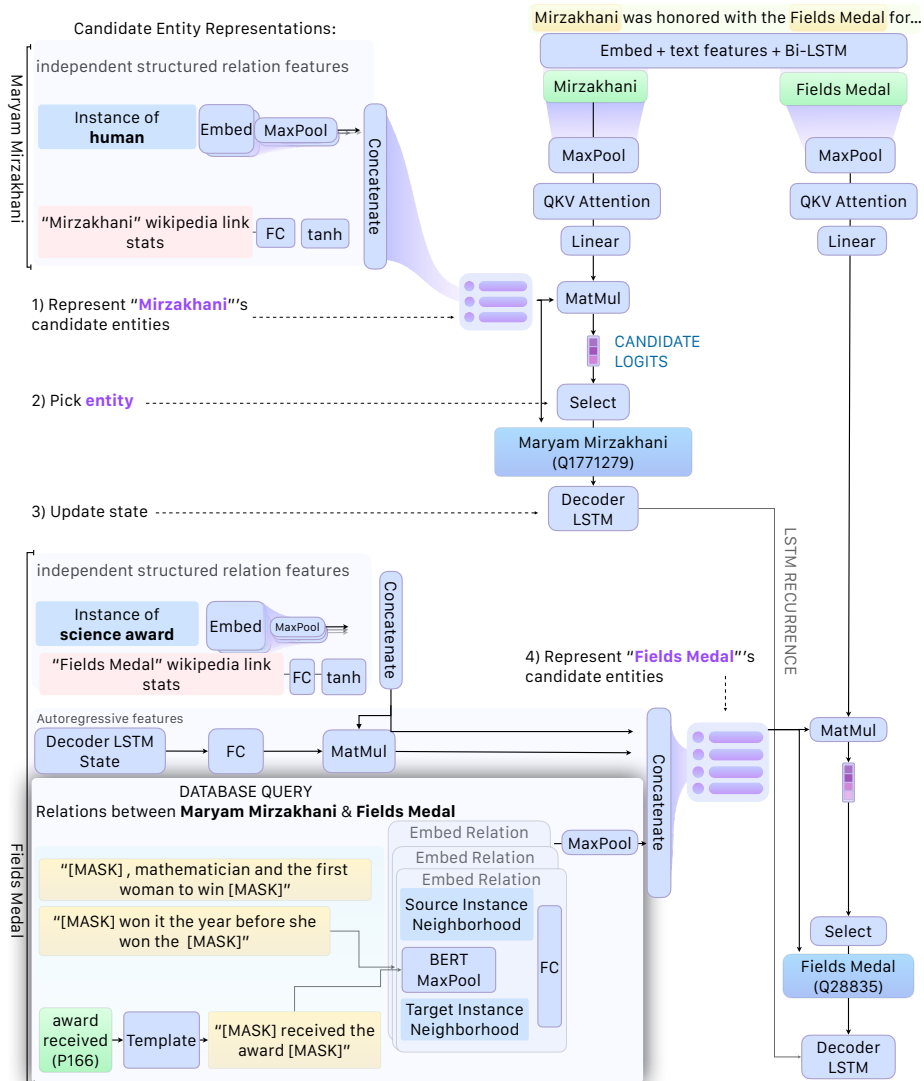 Candidate Entity Representations:
Mirzakhani was honored with the Fields Medal for…
Embed + text features + Bi-LSTM
Maryam Mirzakhani
independent structured relation features
Instance of
human
Embed
MaxPool
Concatenate
“Mirzakhani” wikipedia link
stats
FC
tanh
Mirzakhani
Fields Medal
MaxPool
MaxPool
QKV Attention
QKV Attention
Linear
Linear
1) Represent “Mirzakhani”’s
candidate entities
MatMul
CANDIDATE
LOGITS
2) Pick entity
Select
Maryam Mirzakhani
(Q1771279)
3) Update state
Decoder
LSTM
LSTM RECURRENCE
Fields Medal
independent structured relation features
Instance of
science award
Embed
MaxPool
Concatenate
“Fields Medal” wikipedia link
stats
FC
tanh
4) Represent “Fields Medal”’s
candidate entities
Autoregressive features
Decoder LSTM
State
FC
MatMul
Concatenate
MatMul
DATABASE QUERY
Relations between Maryam Mirzakhani & Fields Medal
Embed Relation
Embed Relation
Embed Relation
MaxPool
“[MASK] , mathematician and the first
woman to win [MASK]”
“[MASK] won it the year before she
won the [MASK]”
Source Instance
Neighborhood
BERT
MaxPool
FC
Target Instance
Neighborhood
award
received
(P166)
Template
“[MASK] received the
award [MASK]”
Select
Fields Medal
(Q28835)
Decoder
LSTM